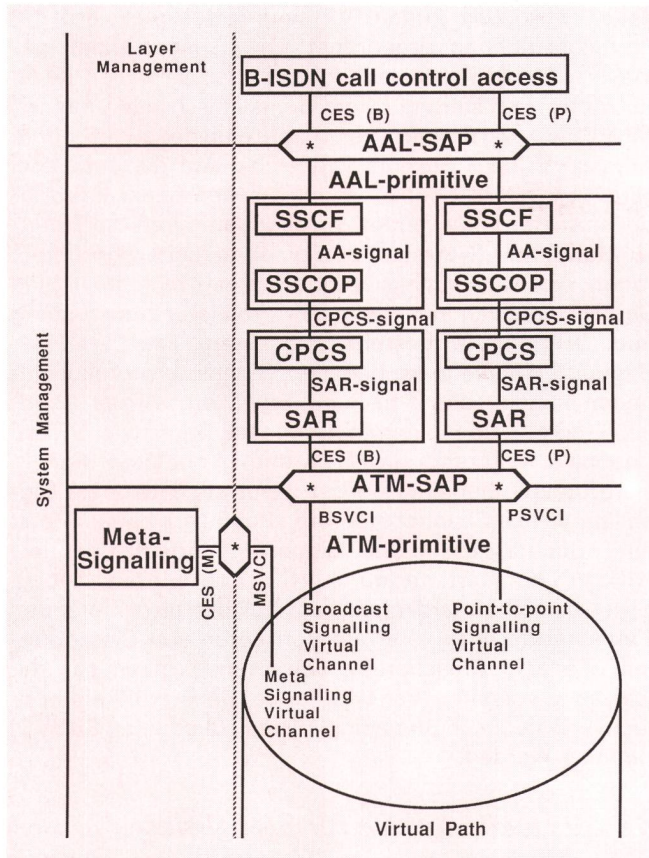 Layer
Management
B-ISDN call control access
CES (B)
CES (P)
* AAL-SAP *
AAL-primitive
SSCF
SSCF
AA-signal
AA-signal
SSCOP
SSCOP
CPCS-signal
CPCS-signal
CPCS
CPCS
SAR-signal
SAR-signal
SAR
SAR
CES (B)
CES (P)
* ATM-SAP *
System Management
BSVCI
PSVCI
Meta-
Signalling
*
CES (M)
MSVCI
ATM-primitive
Broadcast
Signalling
Virtual
Channel
Point-to-point
Signalling
Virtual
Channel
Meta
Signalling
Virtual
Channel
Virtual Path